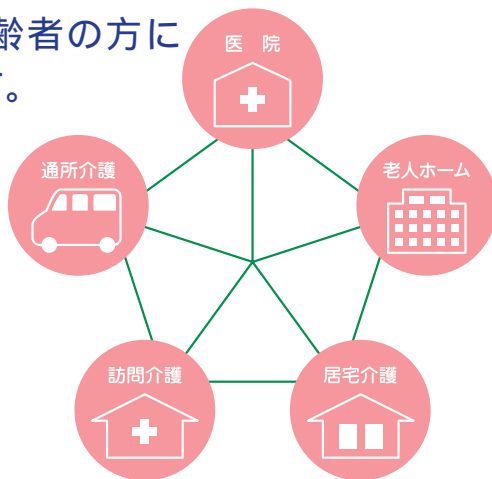 齢者の方に
す。
医 院
通所介護
老人ホーム
訪問介護
居宅介護